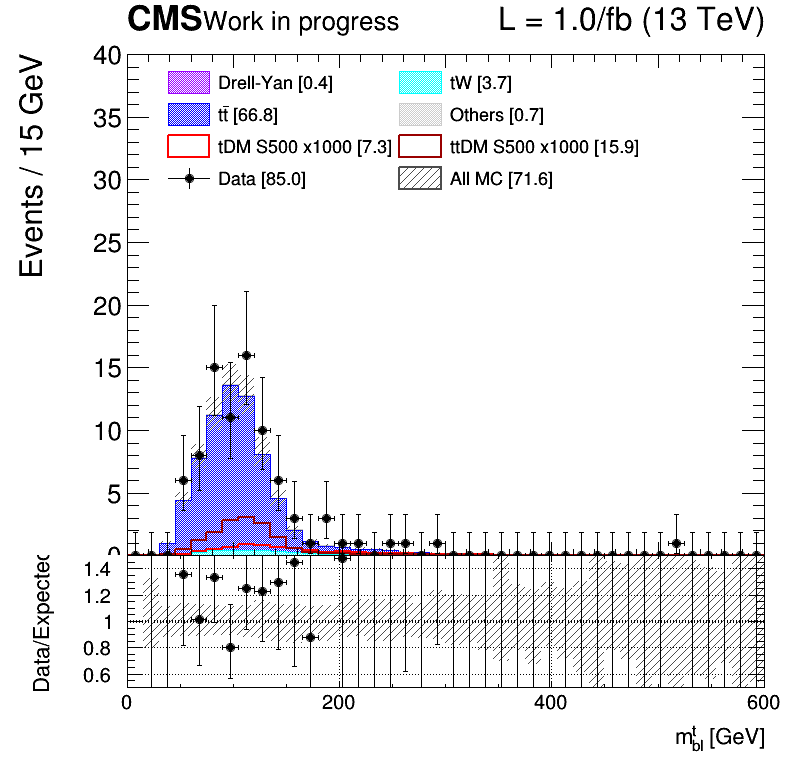 CMS Work in progress L = 1.0/fb (13 TeV)
Events / 15 GeV
40
35
30
25
20
15
10
5
0
Drell-Yan [0.4] tW [3.7]
tt̄ [66.8] Others [0.7]
tDM S500 x1000 [7.3] ttDM S500 x1000 [15.9]
Data [85.0] All MC [71.6]
Data/Expected
1.4
1.2
1
0.8
0.6
0 200 400 600
m^t_bl [GeV]